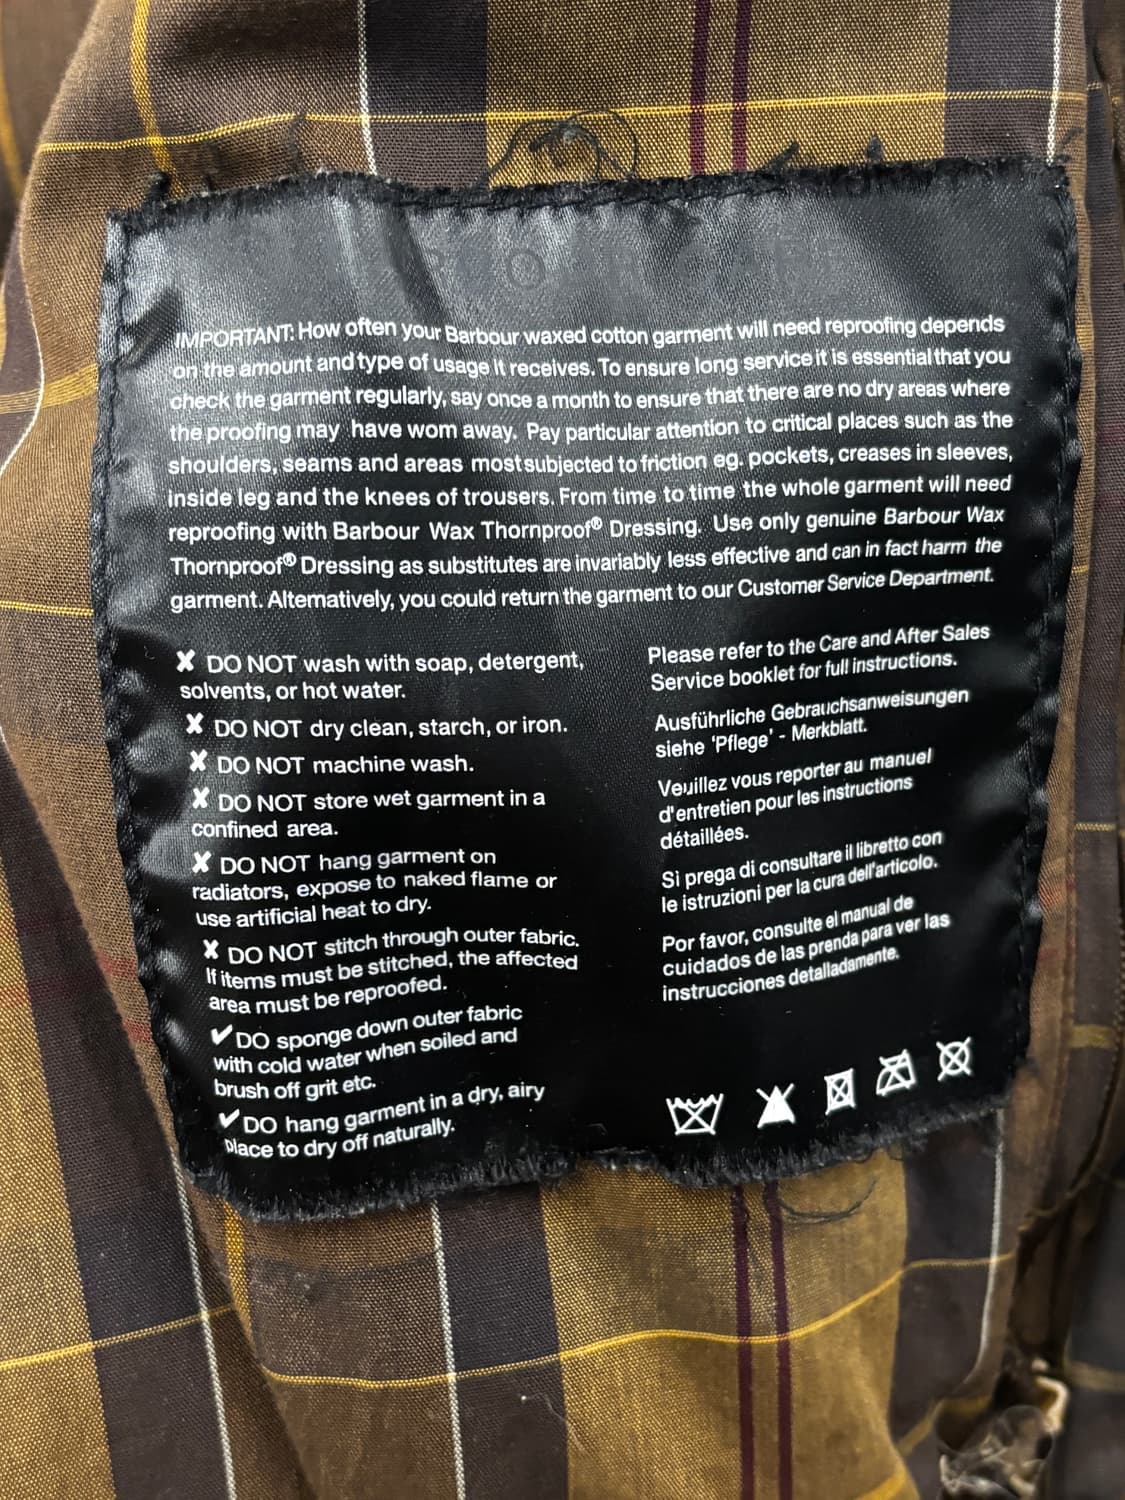 IMPORTANT: How often your Barbour waxed cotton garment will need reproofing depends
on the amount and type of usage it receives. To ensure long service it is essential that you
check the garment regularly, say once a month to ensure that there are no dry areas where
the proofing may have worn away. Pay particular attention to critical places such as the
shoulders, seams and areas most subjected to friction eg. pockets, creases in sleeves,
inside leg and the knees of trousers. From time to time the whole garment will need
reproofing with Barbour Wax Thornproof® Dressing. Use only genuine Barbour Wax
Thornproof® Dressing as substitutes are invariably less effective and can in fact harm the
garment. Alternatively, you could return the garment to our Customer Service Department.
✘ DO NOT wash with soap, detergent,
solvents, or hot water.
✘ DO NOT dry clean, starch, or iron.
✘ DO NOT machine wash.
✘ DO NOT store wet garment in a
confined area.
✘ DO NOT hang garment on
radiators, expose to naked flame or
use artificial heat to dry.
✘ DO NOT stitch through outer fabric.
If items must be stitched, the affected
area must be reproofed.
✔ DO sponge down outer fabric
with cold water when soiled and
brush off grit etc.
✔ DO hang garment in a dry, airy
place to dry off naturally.
Please refer to the Care and After Sales
Service booklet for full instructions.
Ausführliche Gebrauchsanweisungen
siehe 'Pflege' - Merkblatt.
Veuillez vous reporter au manuel
d'entretien pour les instructions
détaillées.
Si prega di consultare il libretto con
le istruzioni per la cura dell'articolo.
Por favor, consulte el manual de
cuidados de las prenda para ver las
instrucciones detalladamente.